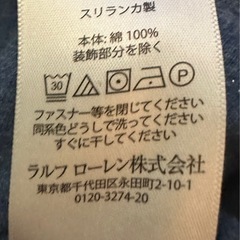 スリランカ製
本体: 綿 100%
装飾部分を除く
30 P
ファスナー等を閉じてください
同系色どうしで洗ってください
すぐに干してください
ラルフ ローレン株式会社
東京都千代田区永田町2-10-1
0120-3274-20